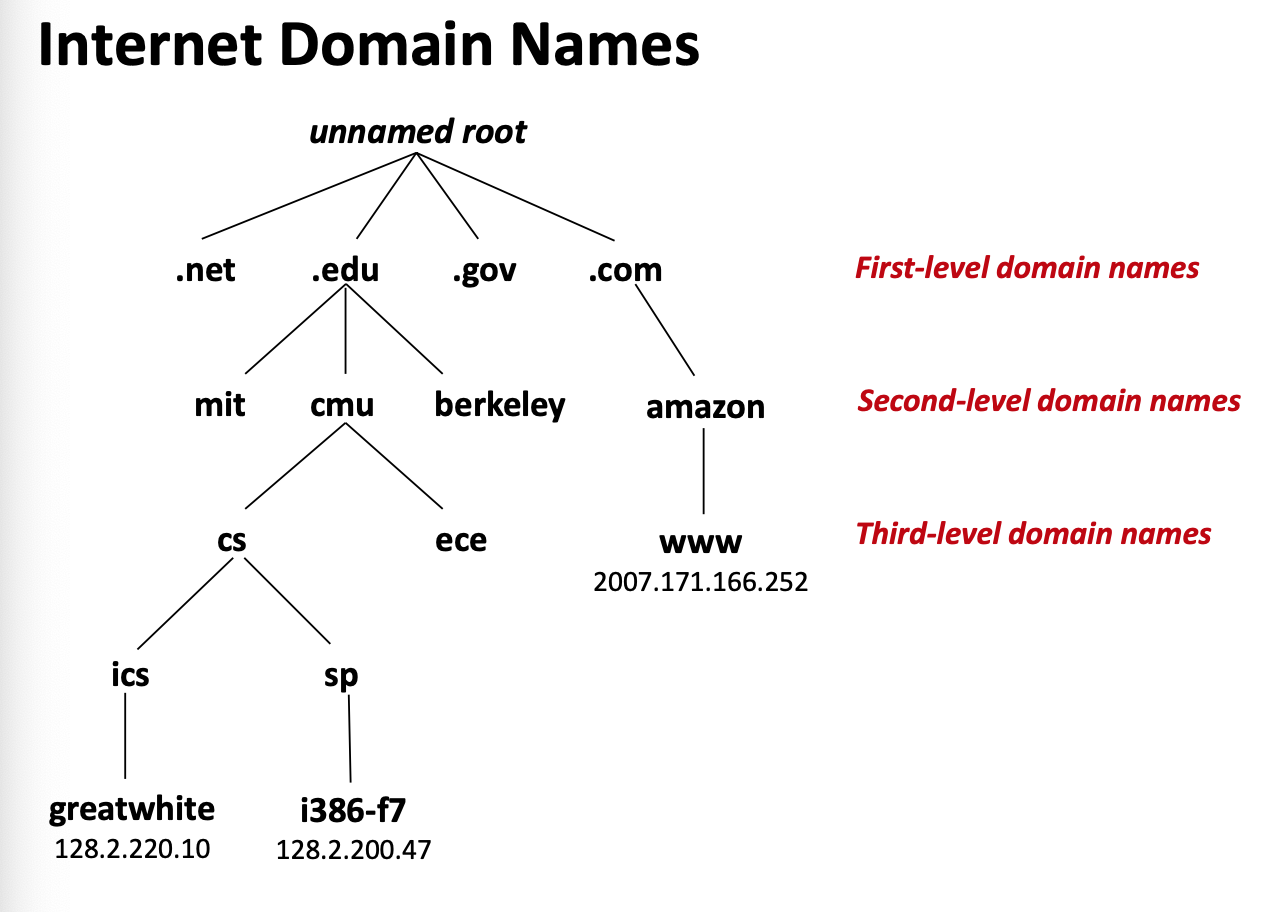 Internet Domain Names
unnamed root
.net .edu .gov .com First-level domain names
mit cmu berkeley amazon Second-level domain names
cs ece www Third-level domain names
2007.171.166.252
ics sp
greatwhite i386-f7
128.2.220.10 128.2.200.47